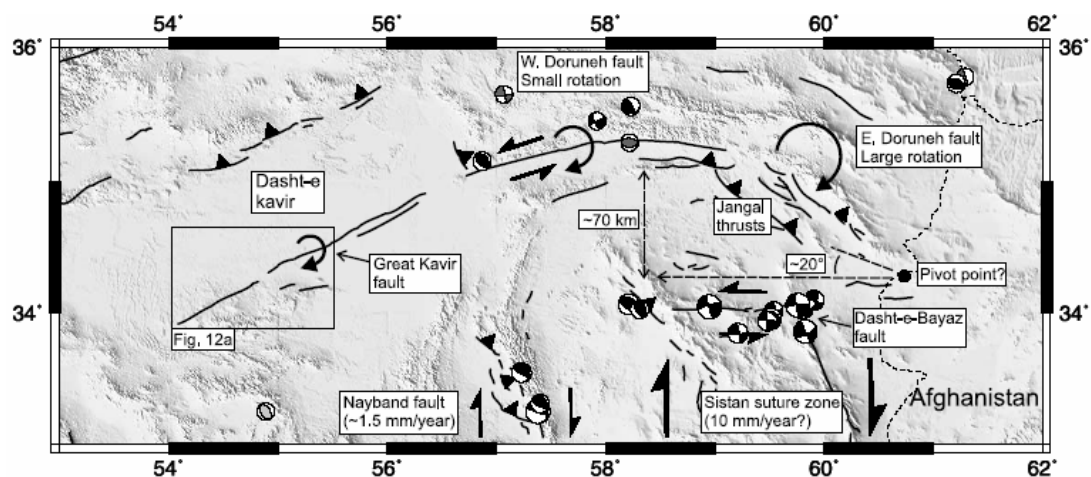 54°
56°
58°
60°
62°
36°
36°
W. Doruneh fault
Small rotation
E. Doruneh fault
Large rotation
Dasht-e
kavir
~70 km
Jangal
thrusts
~20°
Great Kavir
fault
Pivot point?
34°
34°
Fig. 12a
Dasht-e-Bayaz
fault
Nayband fault
(~1.5 mm/year)
Sistan suture zone
(10 mm/year?)
Afghanistan
54°
56°
58°
60°
62°